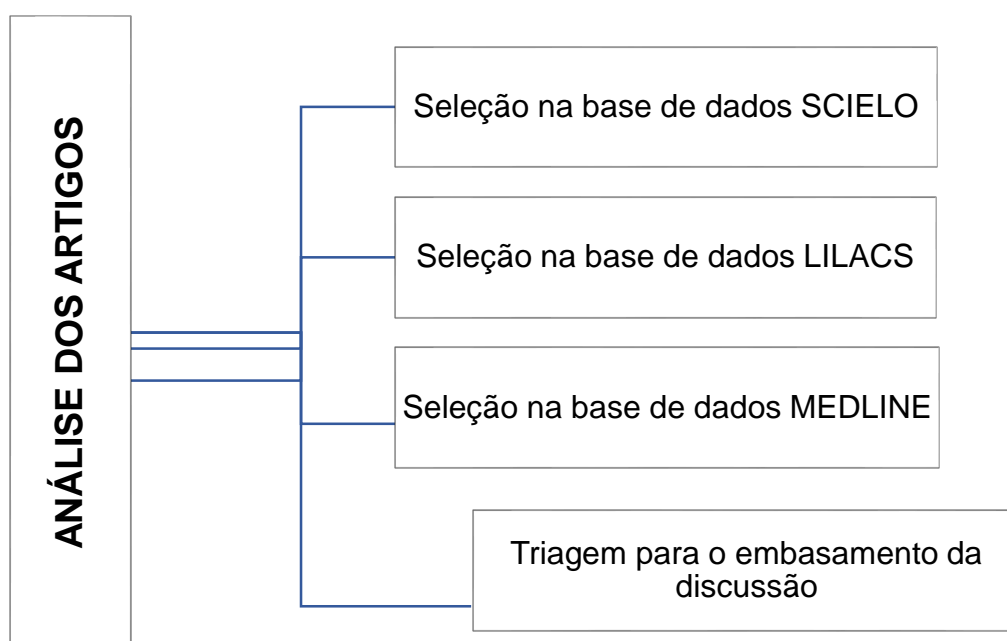 ANÁLISE DOS ARTIGOS
Seleção na base de dados SCIELO
Seleção na base de dados LILACS
Seleção na base de dados MEDLINE
Triagem para o embasamento da
discussão